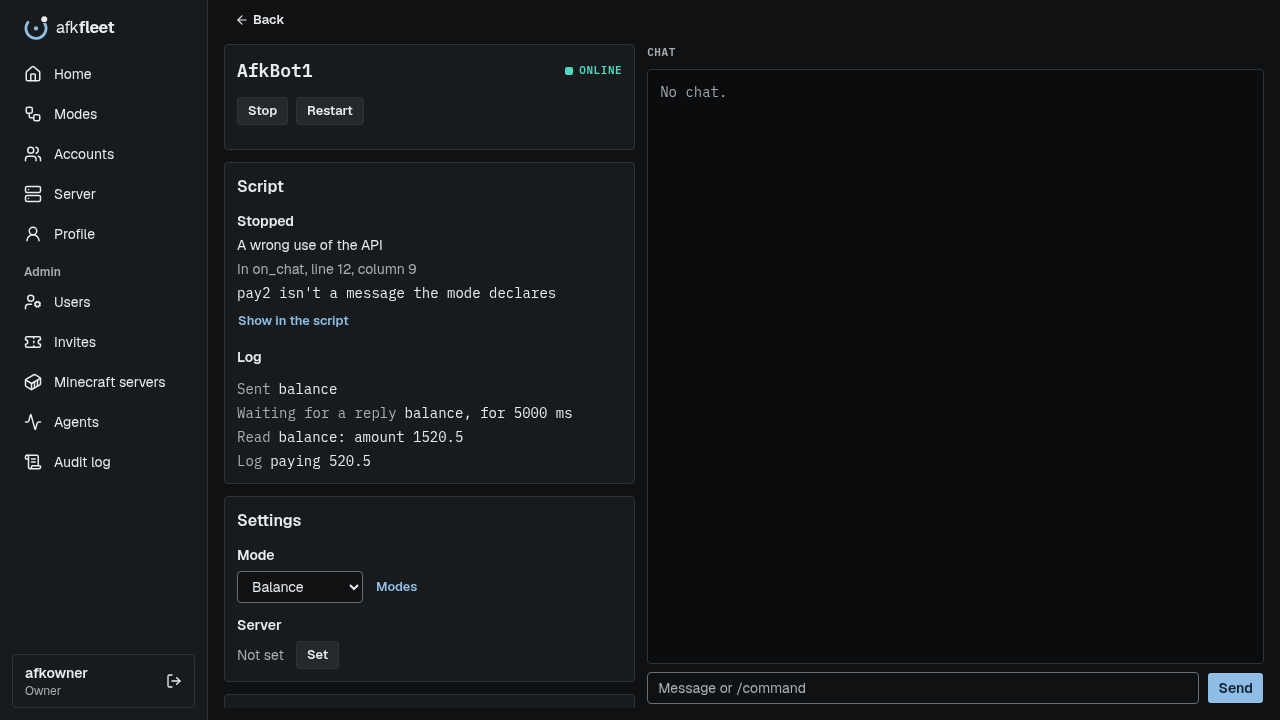 afkfleet
Home
Modes
Accounts
Server
Profile
Admin
Users
Invites
Minecraft servers
Agents
Audit log
afkowner
Owner
Back
AfkBot1
ONLINE
Stop
Restart
Script
Stopped
A wrong use of the API
In on_chat, line 12, column 9
pay2 isn't a message the mode declares
Show in the script
Log
Sent balance
Waiting for a reply balance, for 5000 ms
Read balance: amount 1520.5
Log paying 520.5
Settings
Mode
Balance
Modes
Server
Not set
Set
CHAT
No chat.
Message or /command
Send